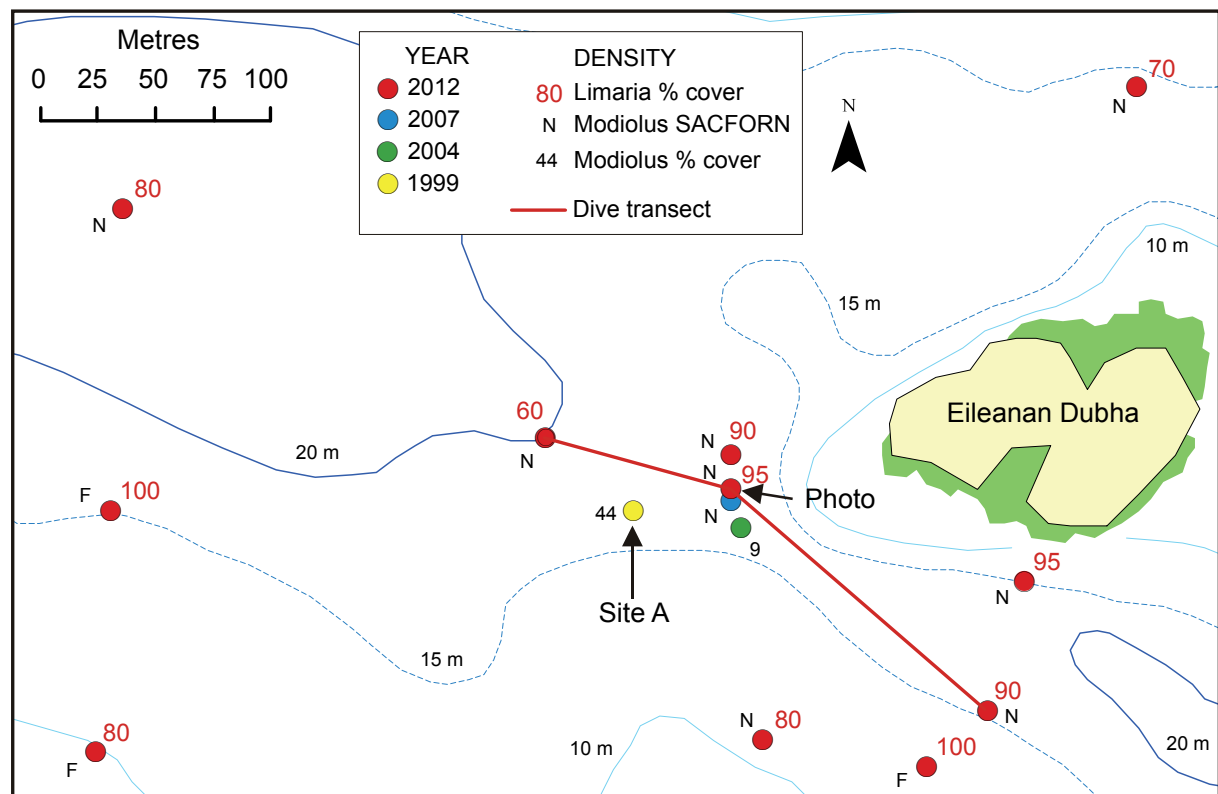 Metres
0 25 50 75 100
YEAR
2012
2007
2004
1999
DENSITY
80 Limaria % cover
N Modiolus SACFORN
44 Modiolus % cover
Dive transect
N
70
N
80
N
10 m
15 m
Eileanan Dubha
60
N
20 m
N 90
N 95
Photo
N
9
44
Site A
F 100
95
N
15 m
90
N
N 80
10 m
100
F
20 m
80
F